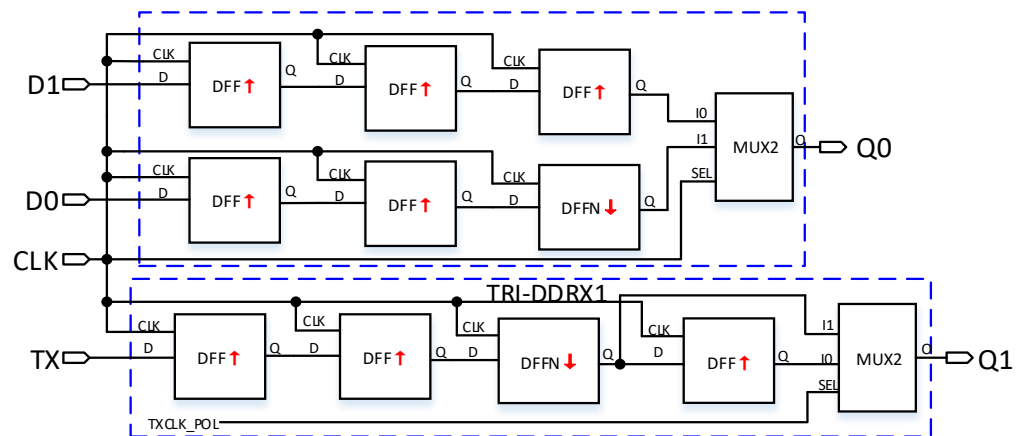 CLK
D1
D
DFF↑
Q
CLK
D
DFF↑
Q
CLK
D
DFF↑
Q
I0
I1
SEL
MUX2
O
Q0
CLK
D0
D
DFF↑
Q
CLK
D
DFF↑
Q
CLK
D
DFFN↓
Q
CLK
TRI-DDRX1
CLK
TX
D
DFF↑
Q
CLK
D
DFF↑
Q
CLK
D
DFFN↓
Q
CLK
D
DFF↑
Q
I1
I0
SEL
MUX2
O
Q1
TXCLK_POL